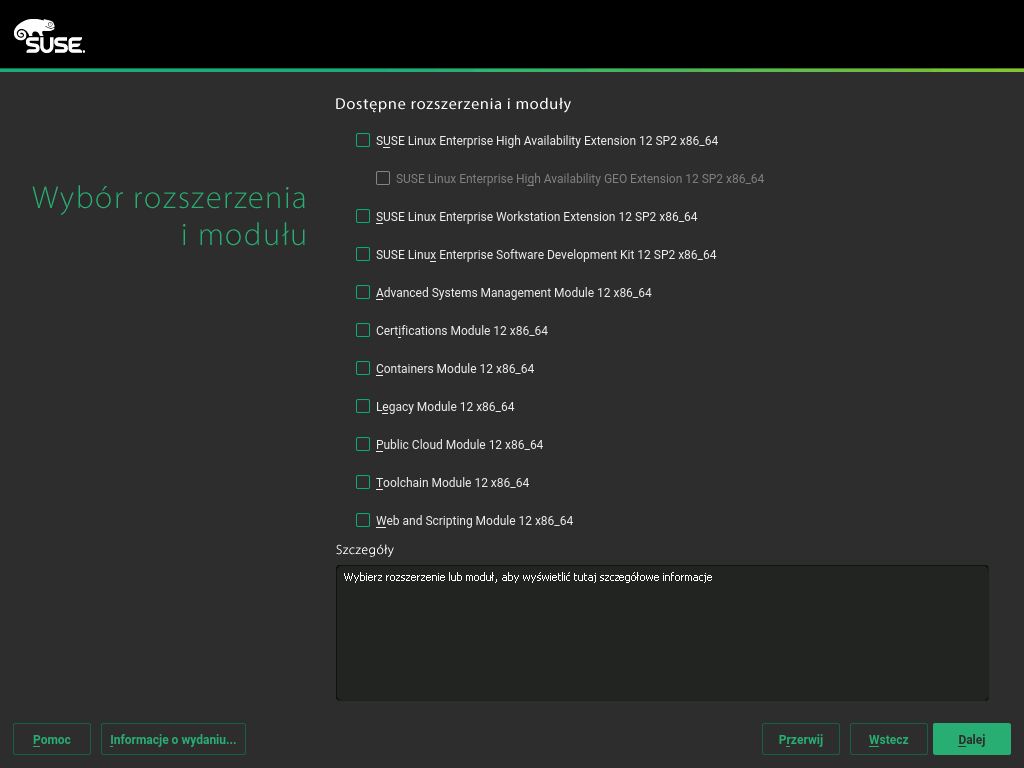 SUSE.
Dostępne rozszerzenia i moduły
Wybór rozszerzenia
i modułu
SUSE Linux Enterprise High Availability Extension 12 SP2 x86_64
SUSE Linux Enterprise High Availability GEO Extension 12 SP2 x86_64
SUSE Linux Enterprise Workstation Extension 12 SP2 x86_64
SUSE Linux Enterprise Software Development Kit 12 SP2 x86_64
Advanced Systems Management Module 12 x86_64
Certifications Module 12 x86_64
Containers Module 12 x86_64
Legacy Module 12 x86_64
Public Cloud Module 12 x86_64
Toolchain Module 12 x86_64
Web and Scripting Module 12 x86_64
Szczegóły
Wybierz rozszerzenie lub moduł, aby wyświetlić tutaj szczegółowe informacje
Pomoc
Informacje o wydaniu...
Przerwij
Wstecz
Dalej